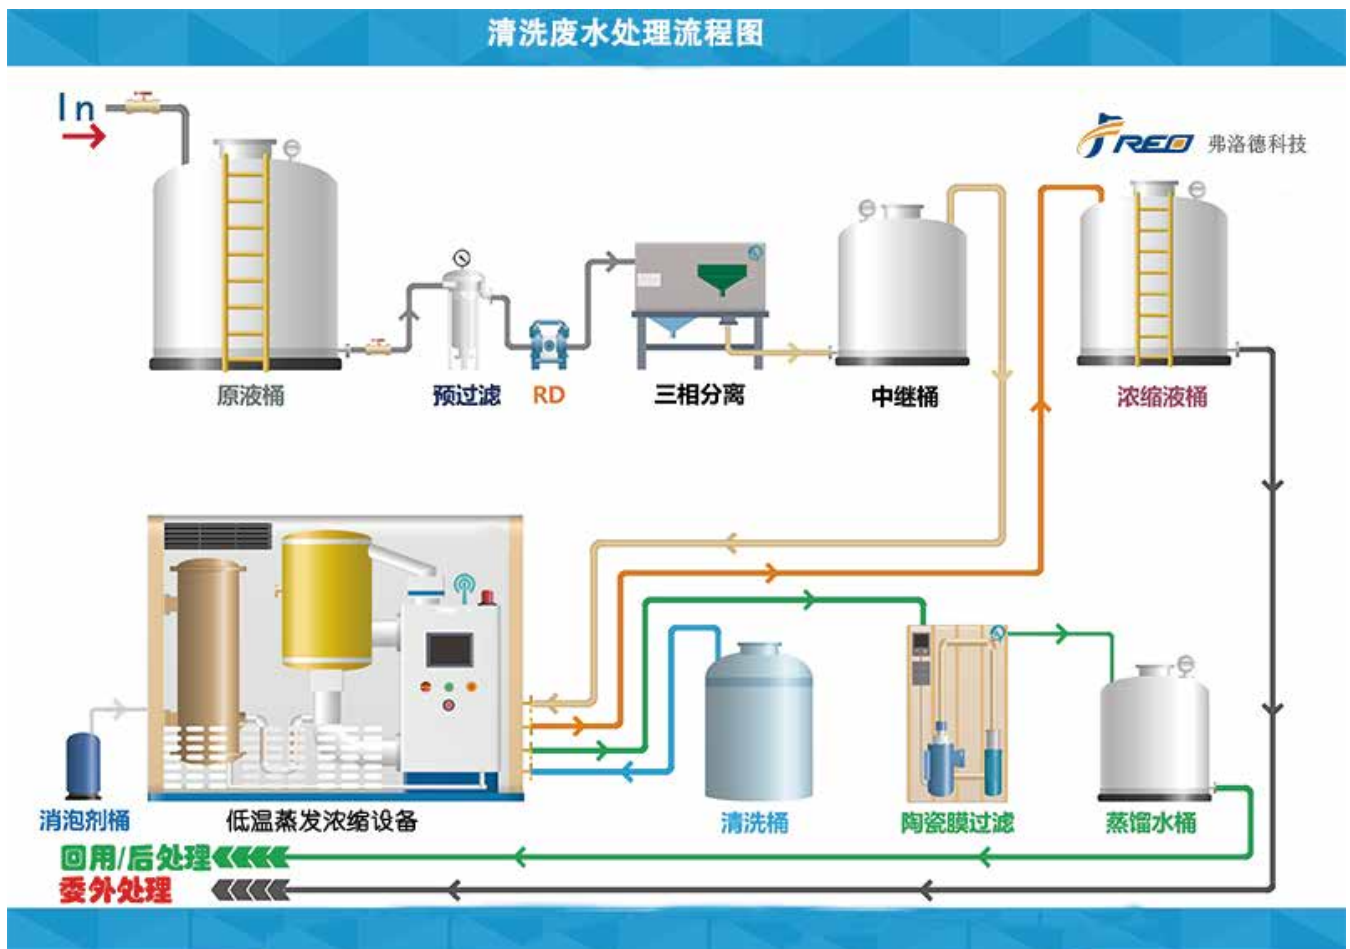 清洗废水处理流程图
In
FREO 弗洛德科技
原液桶
预过滤
RD
三相分离
中继桶
浓缩液桶
消泡剂桶
低温蒸发浓缩设备
清洗桶
陶瓷膜过滤
蒸馏水桶
回用/后处理
委外处理